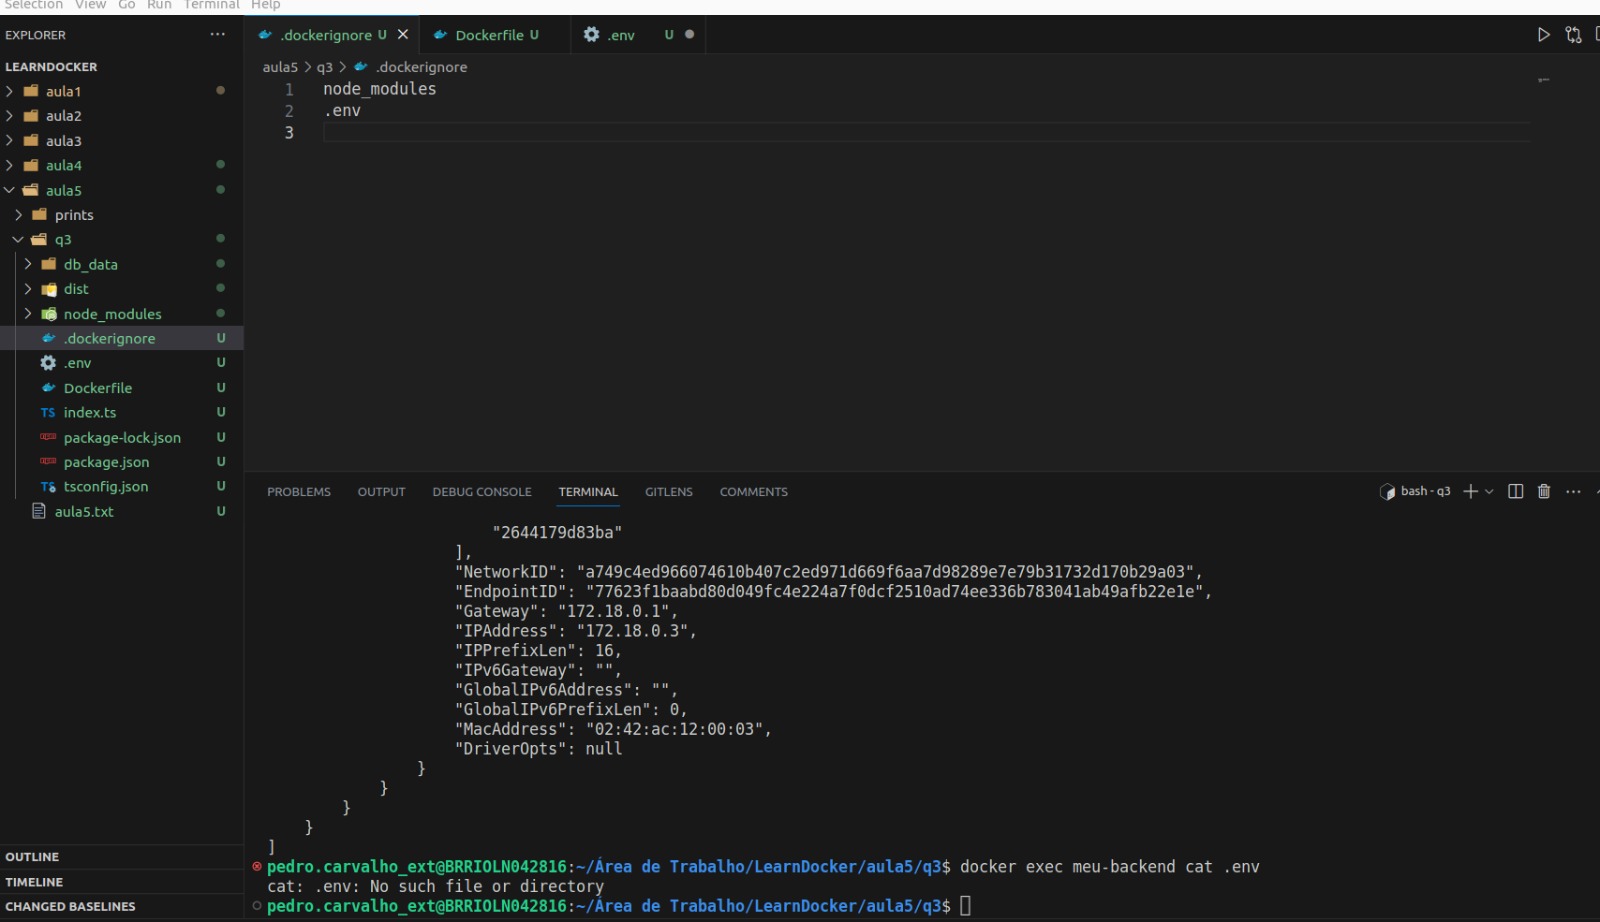 Selection View Go Run Terminal Help
EXPLORER
LEARNDOCKER
aula1
aula2
aula3
aula4
aula5
prints
q3
db_data
dist
node_modules
.dockerignore U
.env U
Dockerfile U
TS index.ts U
package-lock.json U
package.json U
TS tsconfig.json U
aula5.txt U
OUTLINE
TIMELINE
CHANGED BASELINES
.dockerignore U
Dockerfile U
.env U
aula5 > q3 > .dockerignore
1 node_modules
2 .env
3
PROBLEMS OUTPUT DEBUG CONSOLE TERMINAL GITLENS COMMENTS
bash - q3
"2644179d83ba"
],
"NetworkID": "a749c4ed966074610b407c2ed971d669f6aa7d98289e7e79b31732d170b29a03",
"EndpointID": "77623f1baabd80d049fc4e224a7f0dcf2510ad74ee336b783041ab49afb22e1e",
"Gateway": "172.18.0.1",
"IPAddress": "172.18.0.3",
"IPPrefixLen": 16,
"IPv6Gateway": "",
"GlobalIPv6Address": "",
"GlobalIPv6PrefixLen": 0,
"MacAddress": "02:42:ac:12:00:03",
"DriverOpts": null
}
}
}
}
]
pedro.carvalho_ext@BRRIOLN042816:~/Área de Trabalho/LearnDocker/aula5/q3$ docker exec meu-backend cat .env
cat: .env: No such file or directory
pedro.carvalho_ext@BRRIOLN042816:~/Área de Trabalho/LearnDocker/aula5/q3$